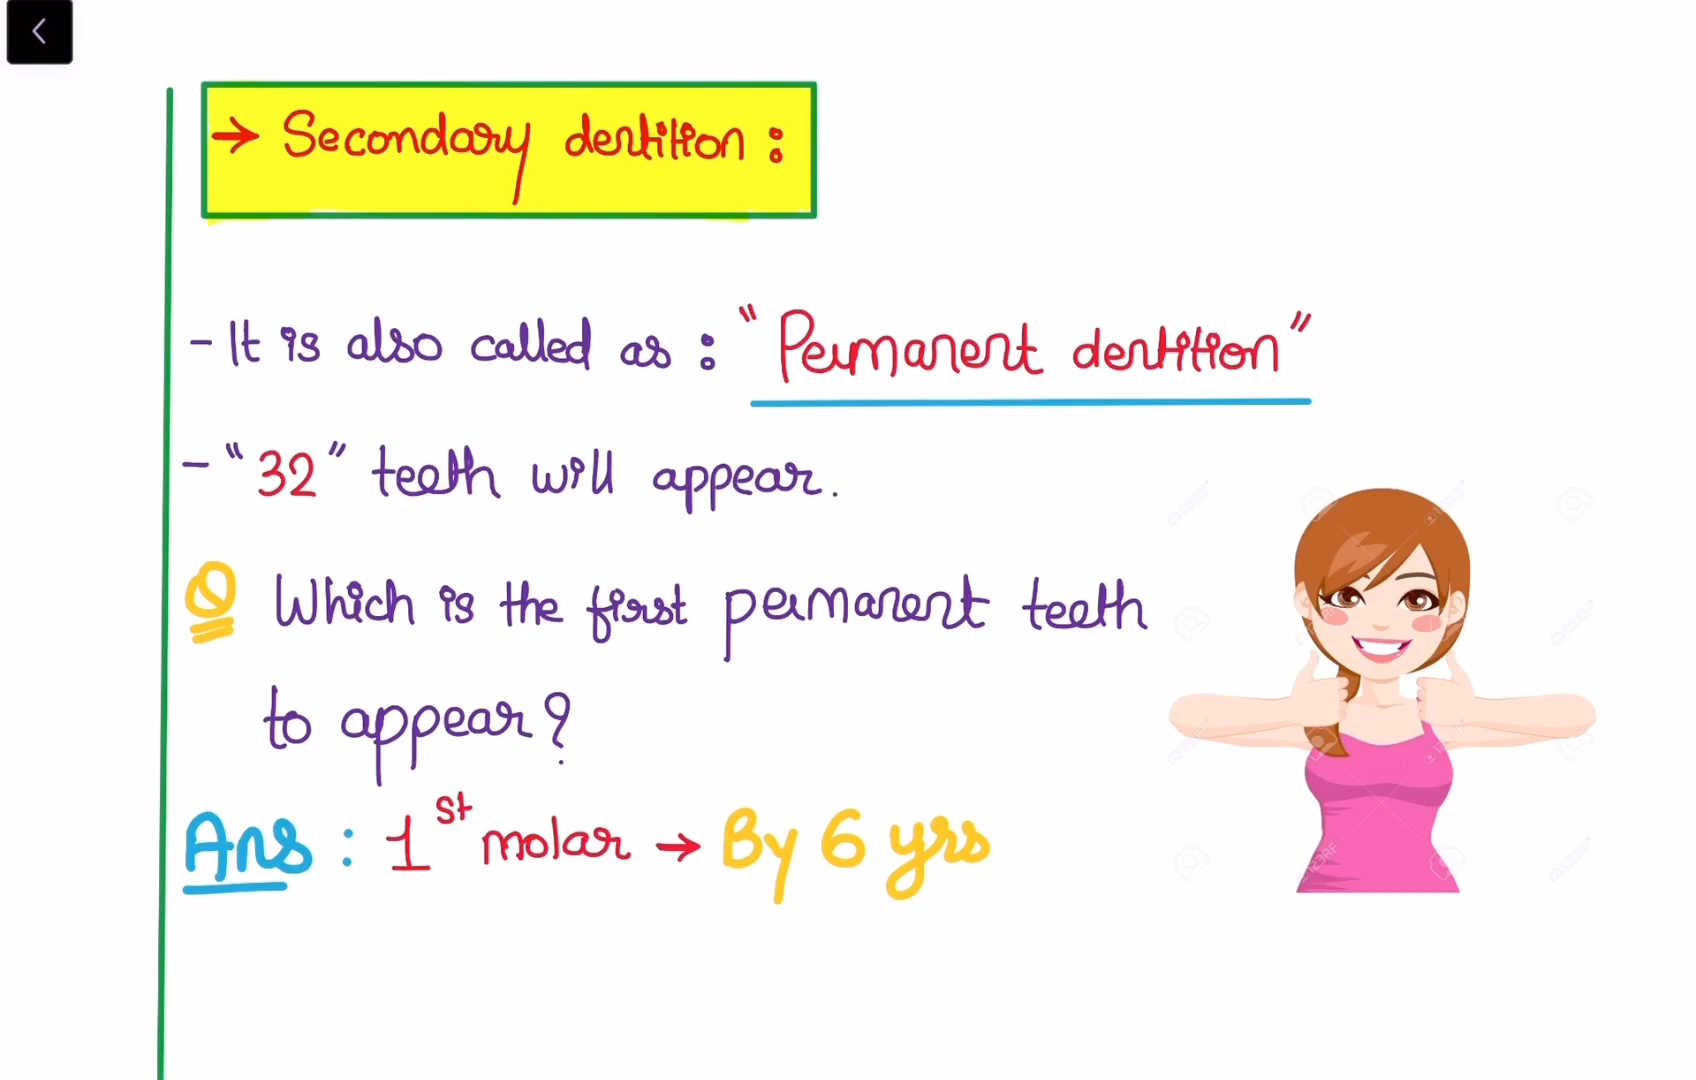 → Secondary dentition :
- It is also called as : "Permanent dentition"
- "32" teeth will appear.
Q Which is the first permanent teeth
to appear?
Ans : 1st molar → By 6 yrs
123RF